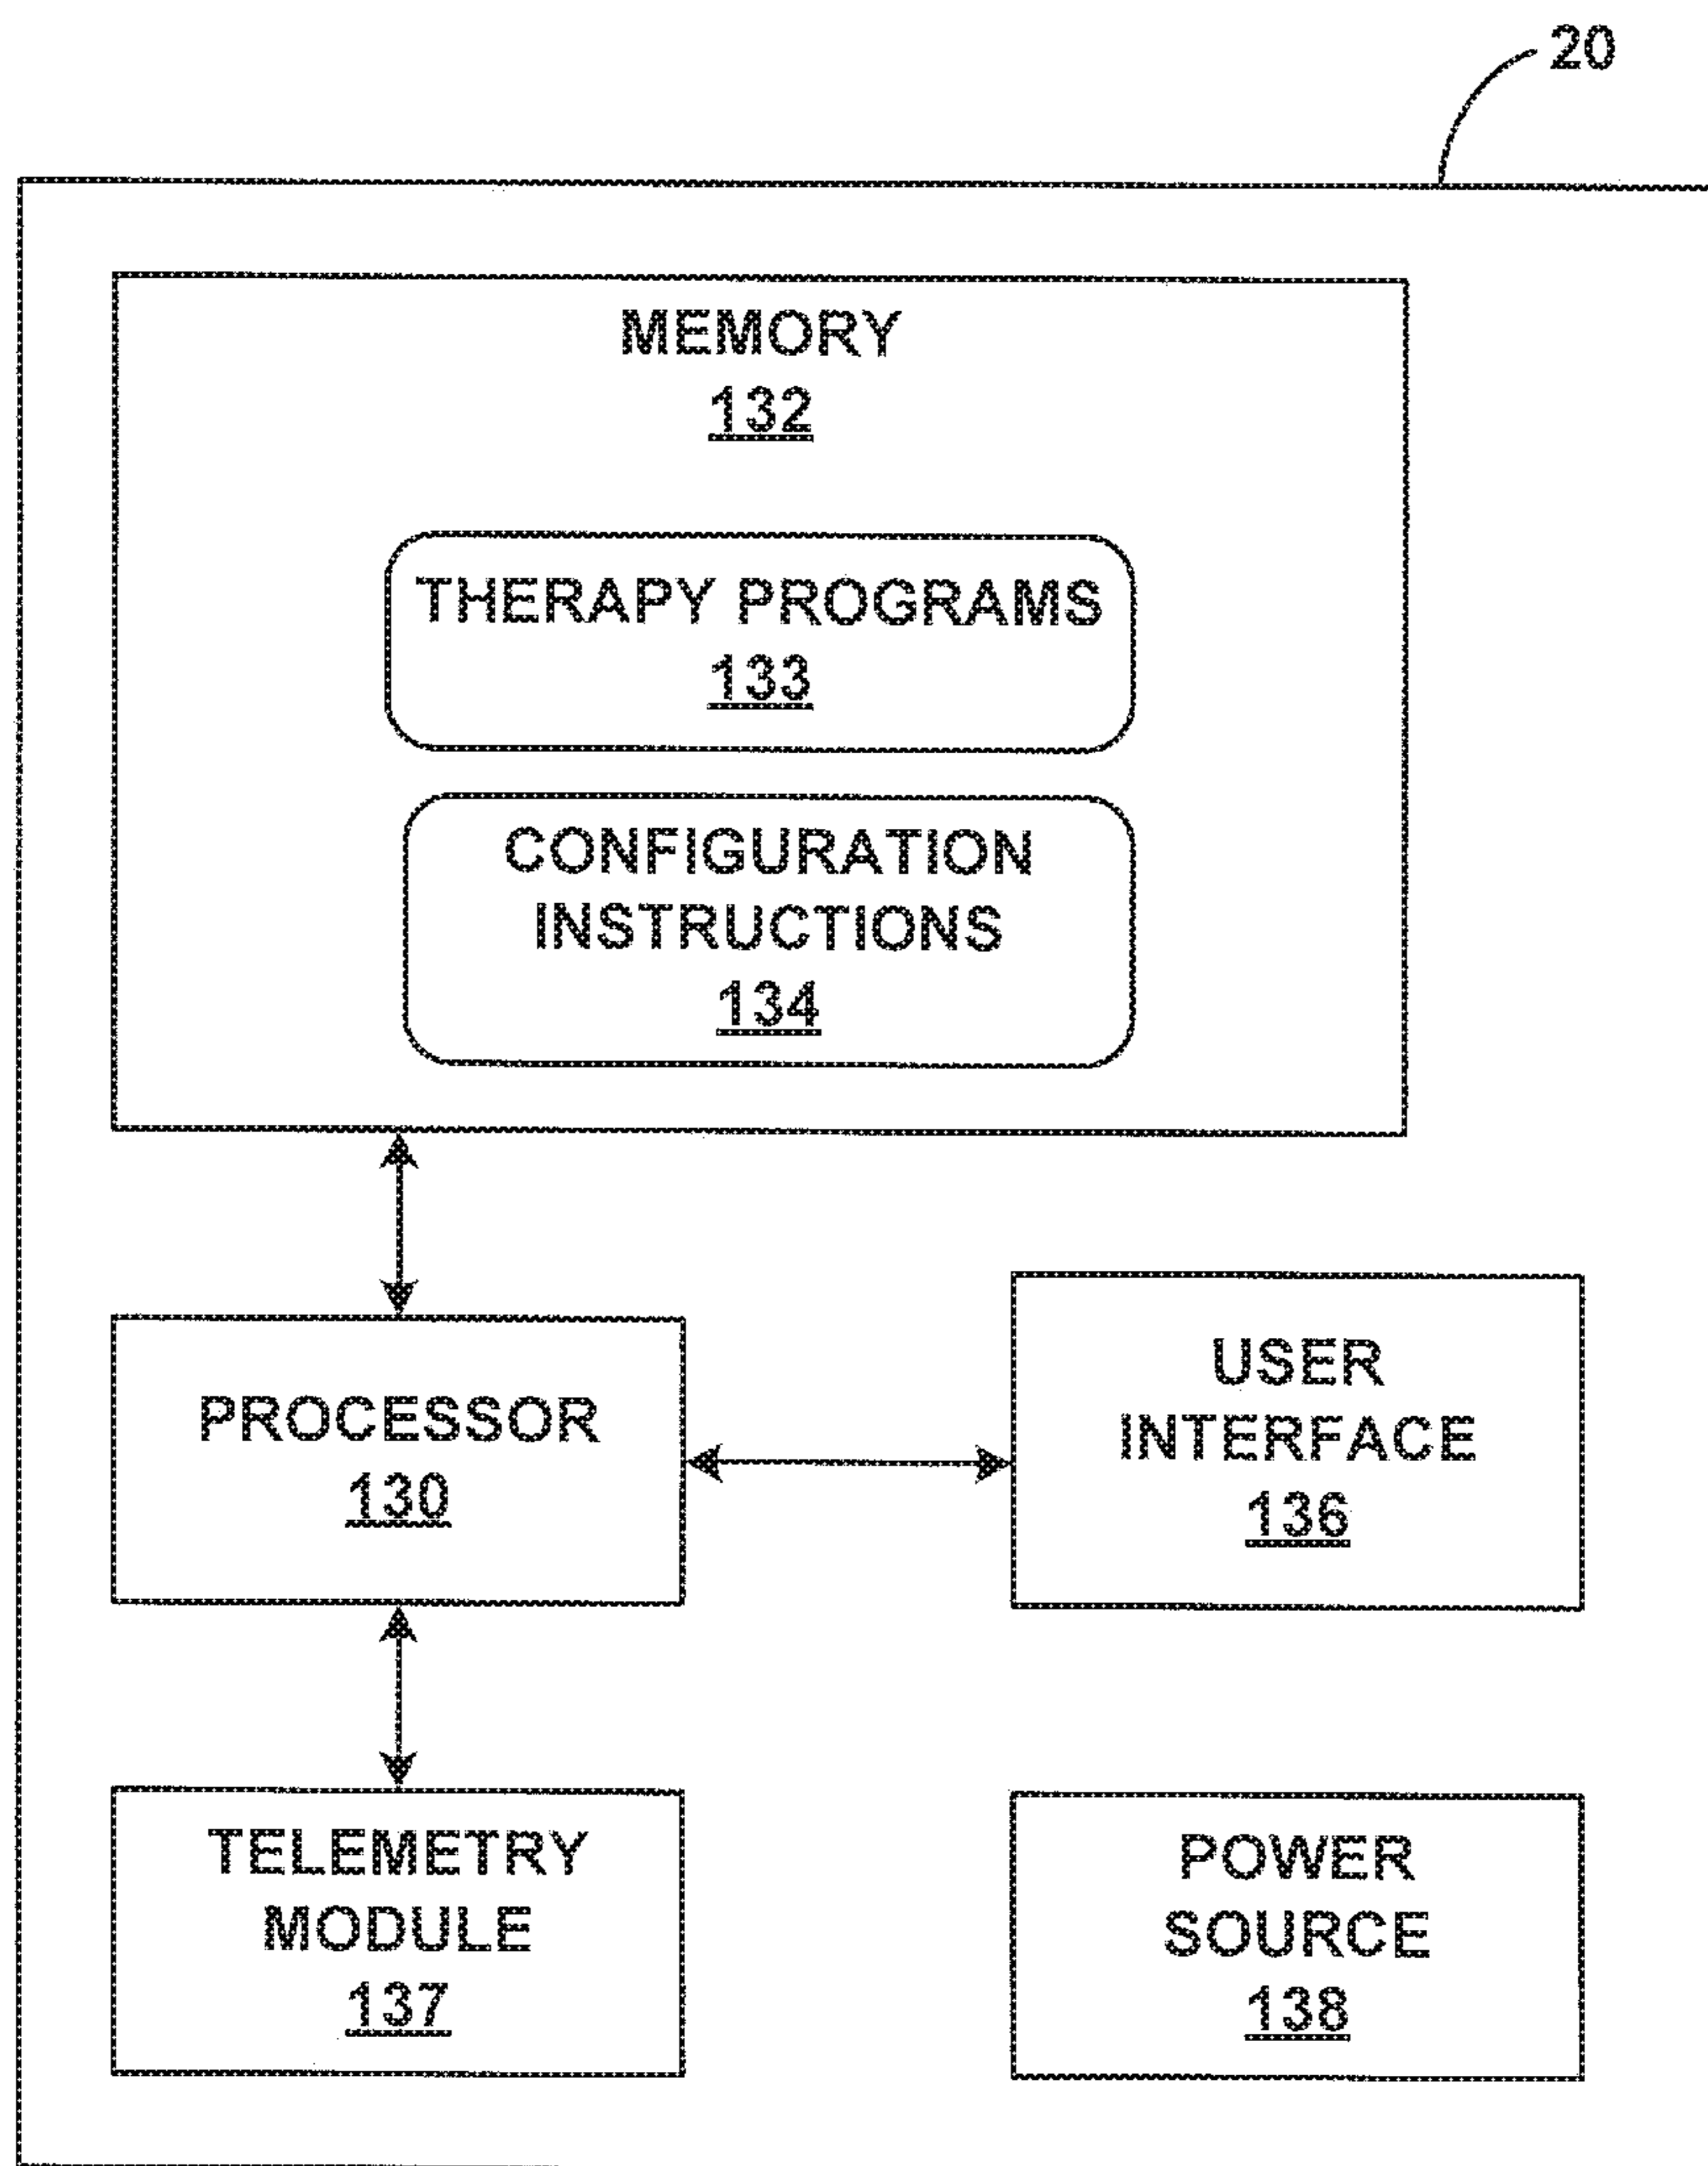 20
MEMORY
132
THERAPY PROGRAMS
133
CONFIGURATION
INSTRUCTIONS
134
PROCESSOR
130
USER
INTERFACE
136
TELEMETRY
MODULE
137
POWER
SOURCE
138